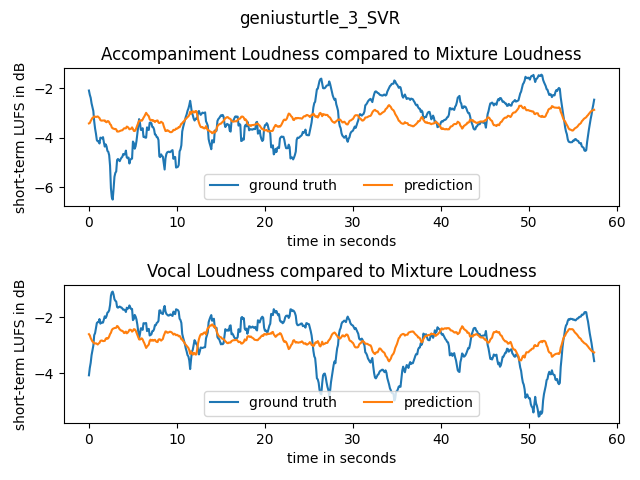 geniusturtle_3_SVR
Accompaniment Loudness compared to Mixture Loudness
short-term LUFS in dB
−2
−4
−6
ground truth
prediction
0
10
20
30
40
50
60
time in seconds
Vocal Loudness compared to Mixture Loudness
short-term LUFS in dB
−2
−4
ground truth
prediction
0
10
20
30
40
50
60
time in seconds